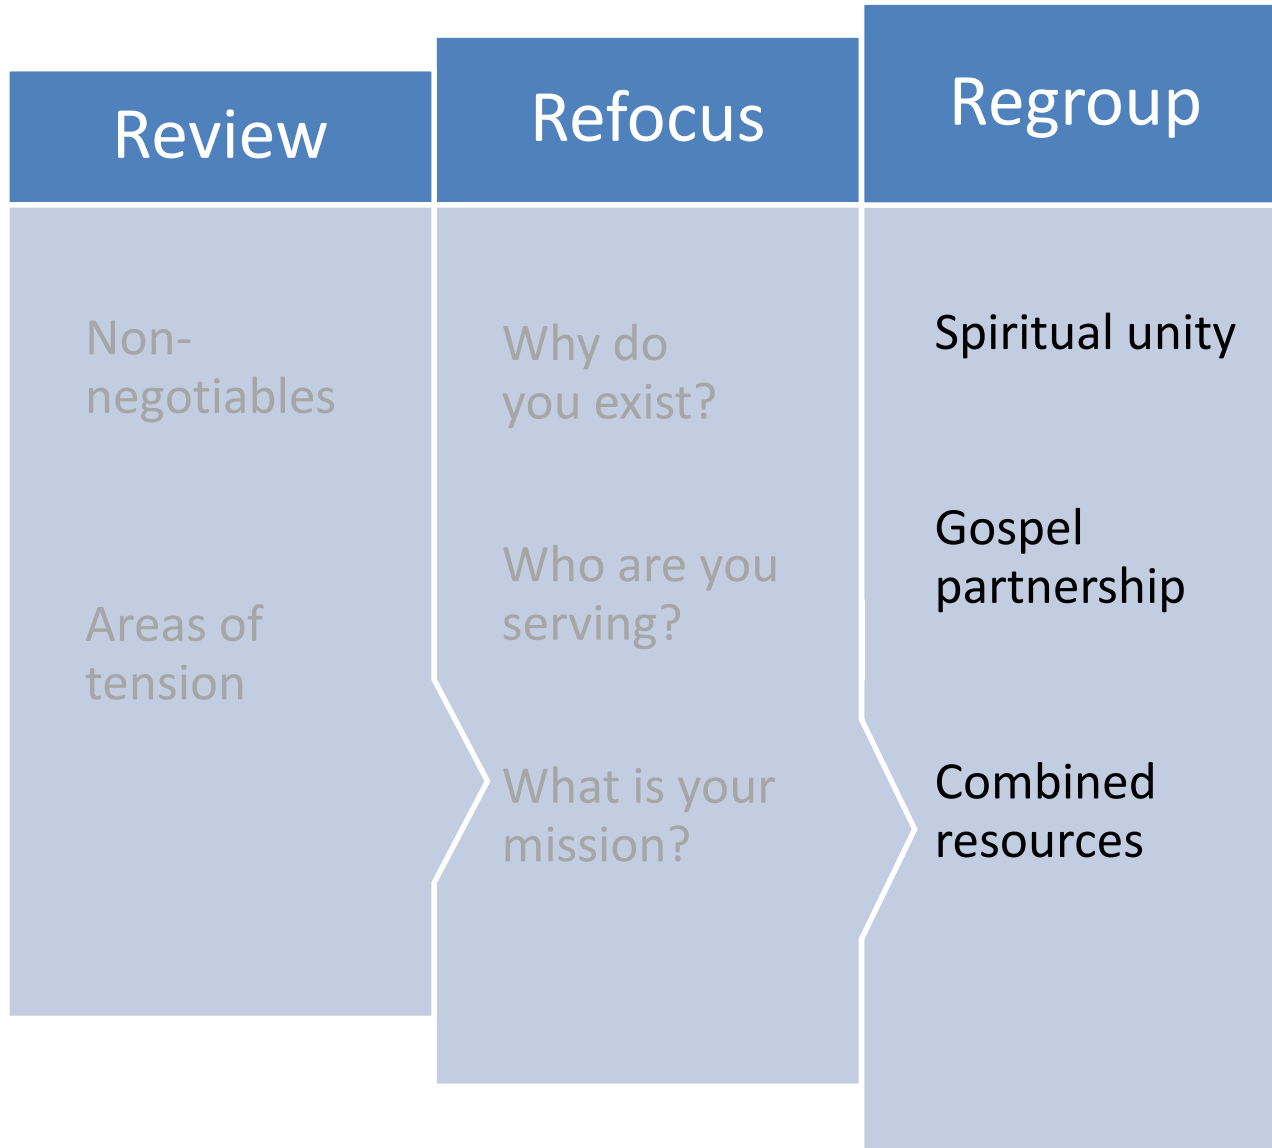 Review
Non-
negotiables
Areas of
tension
Refocus
Why do
you exist?
Who are you
serving?
What is your
mission?
Regroup
Spiritual unity
Gospel
partnership
Combined
resources